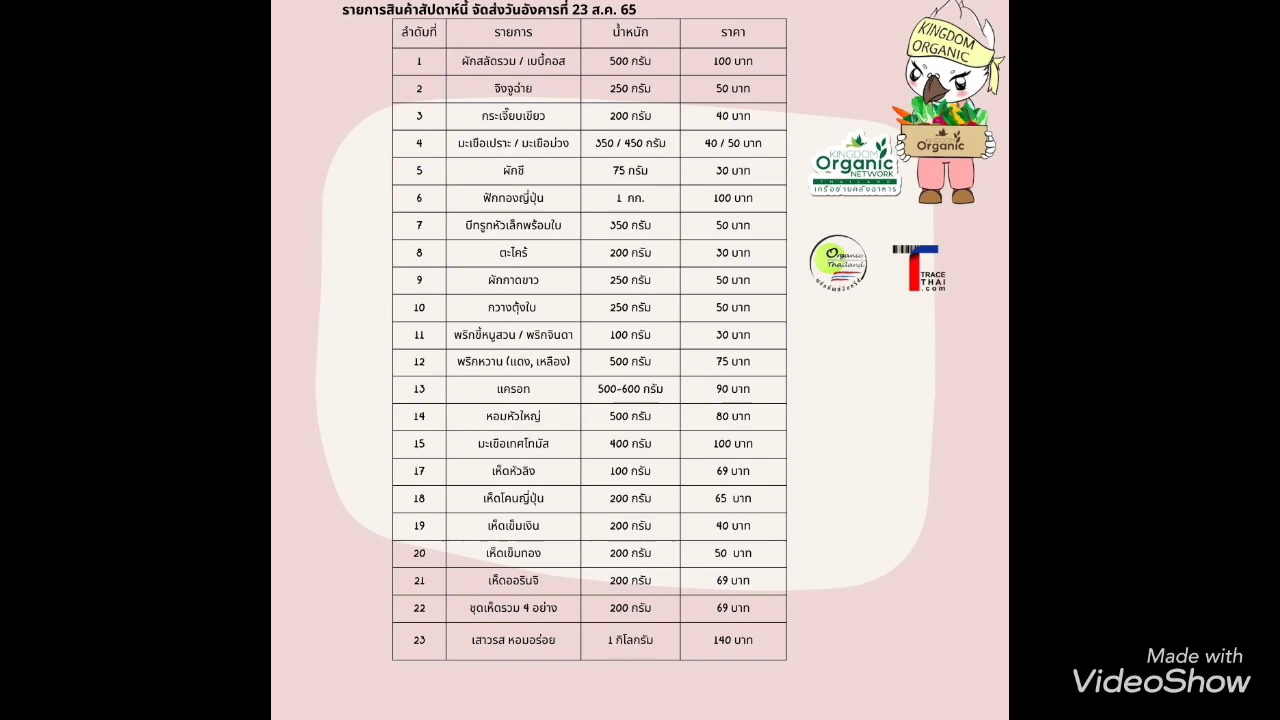 รายการสินค้าสัปดาห์นี้ จัดส่งวันอังคารที่ 23 ส.ค. 65
ลำดับที่ รายการ น้ำหนัก ราคา
1 ผักสลัดรวม / เบบี้คอส 500 กรัม 100 บาท
2 จิงจูฉ่าย 250 กรัม 50 บาท
3 กระเจี๊ยบเขียว 200 กรัม 40 บาท
4 มะเขือเปราะ / มะเขือม่วง 350 / 450 กรัม 40 / 50 บาท
5 ผักชี 75 กรัม 30 บาท
6 ฟักทองญี่ปุ่น 1 กก. 100 บาท
7 บีทรูทหัวเล็กพร้อมใบ 350 กรัม 50 บาท
8 ตะไคร้ 200 กรัม 30 บาท
9 ผักกาดขาว 250 กรัม 50 บาท
10 กวางตุ้งใบ 250 กรัม 50 บาท
11 พริกขี้หนูสวน / พริกจินดา 100 กรัม 30 บาท
12 พริกหวาน (แดง, เหลือง) 500 กรัม 75 บาท
13 แครอท 500-600 กรัม 90 บาท
14 หอมหัวใหญ่ 500 กรัม 80 บาท
15 มะเขือเทศโทมัส 400 กรัม 100 บาท
17 เห็ดหัวลิง 100 กรัม 69 บาท
18 เห็ดโคนญี่ปุ่น 200 กรัม 65 บาท
19 เห็ดเข็มเงิน 200 กรัม 40 บาท
20 เห็ดเข็มทอง 200 กรัม 50 บาท
21 เห็ดออรินจิ 200 กรัม 69 บาท
22 ชุดเห็ดรวม 4 อย่าง 200 กรัม 69 บาท
23 เสาวรส หอมอร่อย 1 กิโลกรัม 140 บาท
KINGDOM
ORGANIC
KINGDOM
Organic
KINGDOM
Organic
NETWORK
THAILAND
เครือข่ายคลังอาหาร
Organic
Thailand
TRACE
THAI
.com
Made with
VideoShow